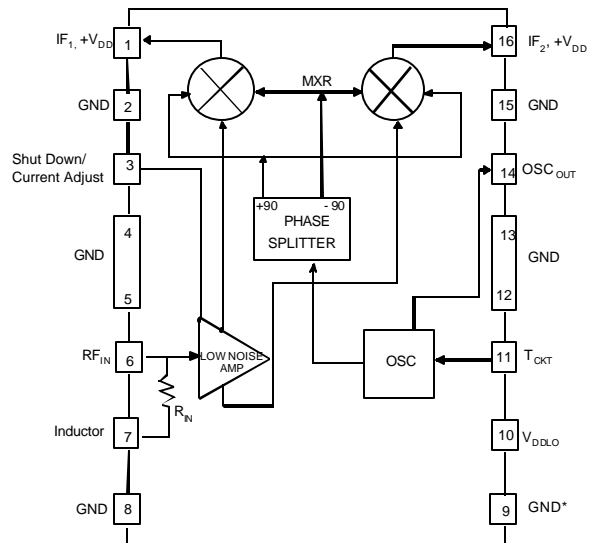 IF1, +VDD
1
16
IF2, +VDD
MXR
GND
2
15
GND
Shut Down/
Current Adjust
3
14
OSCOUT
+90
- 90
PHASE
SPLITTER
4
GND
5
13
GND
12
RFIN
6
LOW NOISE
AMP
OSC
11
TCKT
RIN
Inductor
7
10
VDDLO
GND
8
9
GND*